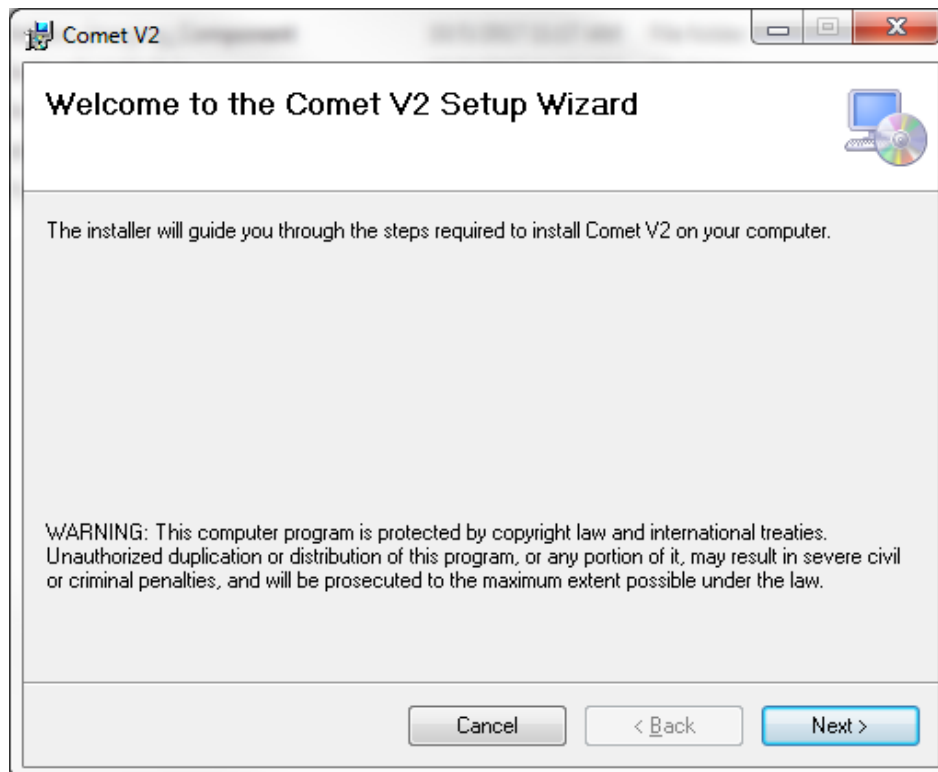 Comet V2
Welcome to the Comet V2 Setup Wizard
The installer will guide you through the steps required to install Comet V2 on your computer.
WARNING: This computer program is protected by copyright law and international treaties.
Unauthorized duplication or distribution of this program, or any portion of it, may result in severe civil
or criminal penalties, and will be prosecuted to the maximum extent possible under the law.
Cancel
< Back
Next >